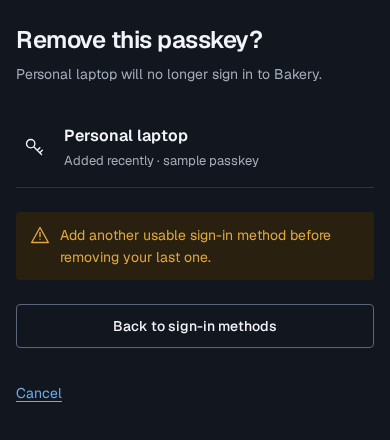 Remove this passkey?
Personal laptop will no longer sign in to Bakery.
Personal laptop
Added recently · sample passkey
Add another usable sign-in method before
removing your last one.
Back to sign-in methods
Cancel